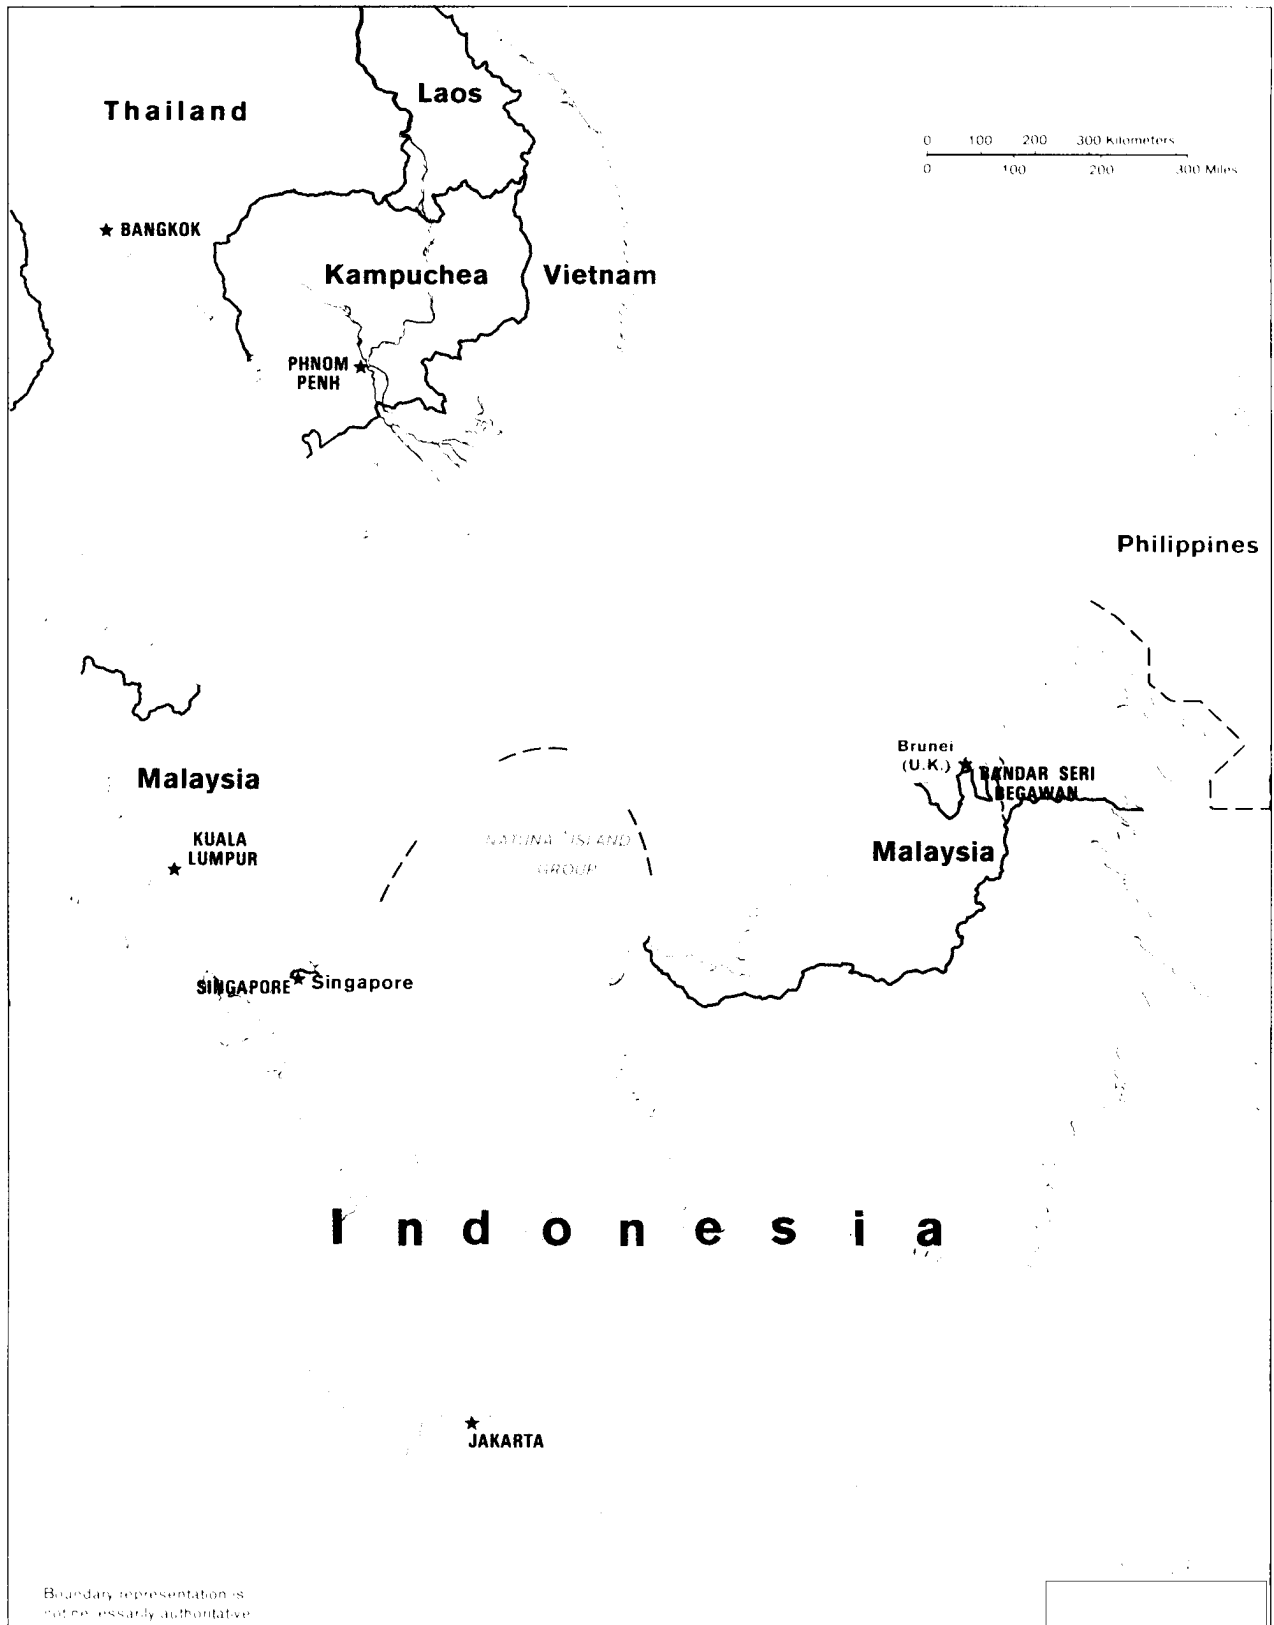 Laos
Thailand
0 100 200 300 Kilometers
0 100 200 300 Miles
BANGKOK
Kampuchea
Vietnam
PHNOM
PENH
Philippines
Brunei
(U.K.)
BANDAR SERI
BEGAWAN
Malaysia
KUALA
LUMPUR
NATUNA ISLAND
GROUP
Malaysia
SINGAPORE
Singapore
Indonesia
JAKARTA
Boundary representation is
not necessarily authoritative